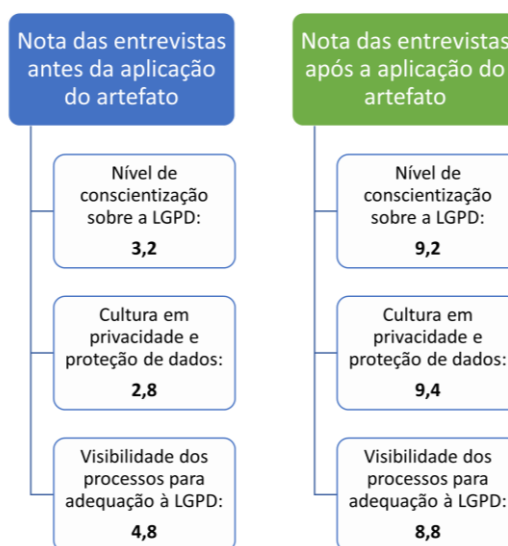 Nota das entrevistas
antes da aplicação
do artefato
Nível de
conscientização
sobre a LGPD:
3,2
Cultura em
privacidade e
proteção de dados:
2,8
Visibilidade dos
processos para
adequação à LGPD:
4,8
Nota das entrevistas
após a aplicação do
artefato
Nível de
conscientização
sobre a LGPD:
9,2
Cultura em
privacidade e
proteção de dados:
9,4
Visibilidade dos
processos para
adequação à LGPD:
8,8